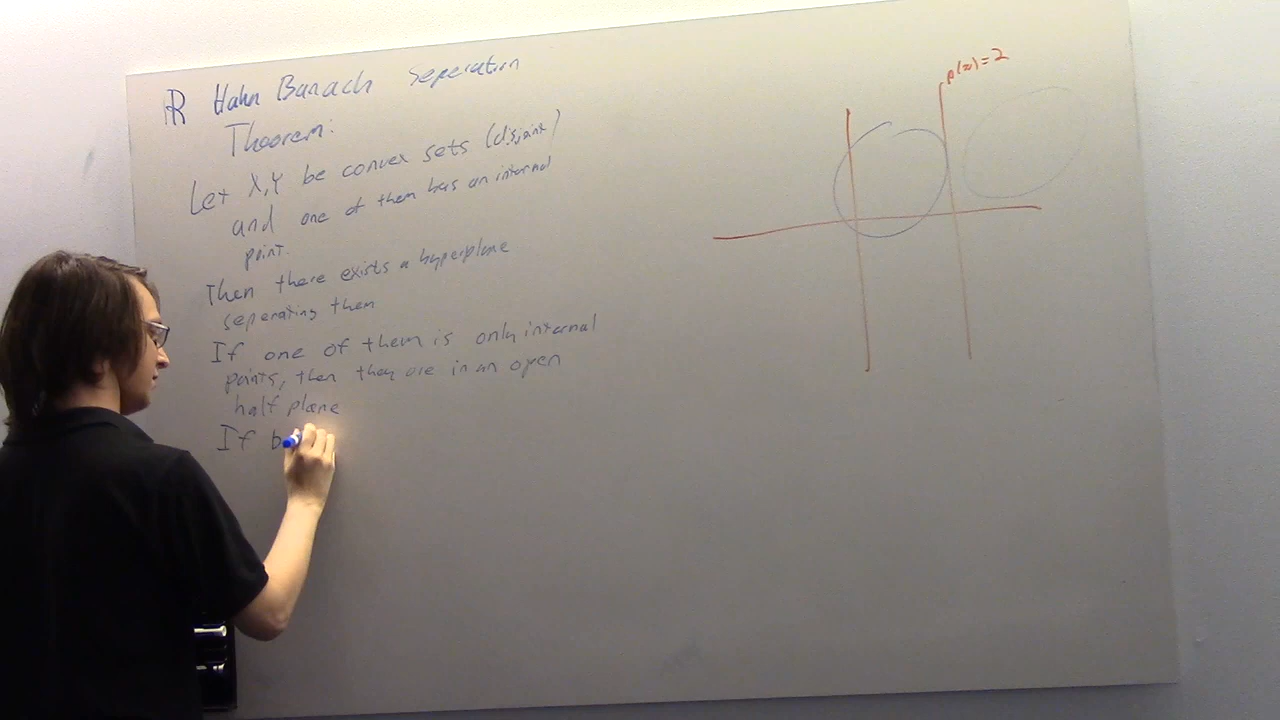 ℝ Hahn Banach Seperation
Theorem:
Let X,Y be convex sets (disjoint)
and one of them has an internal
point.
Then there exists a hyperplane
seperating them
If one of them is only internal
points, then they are in an open
half plane
If b
p(x)=2